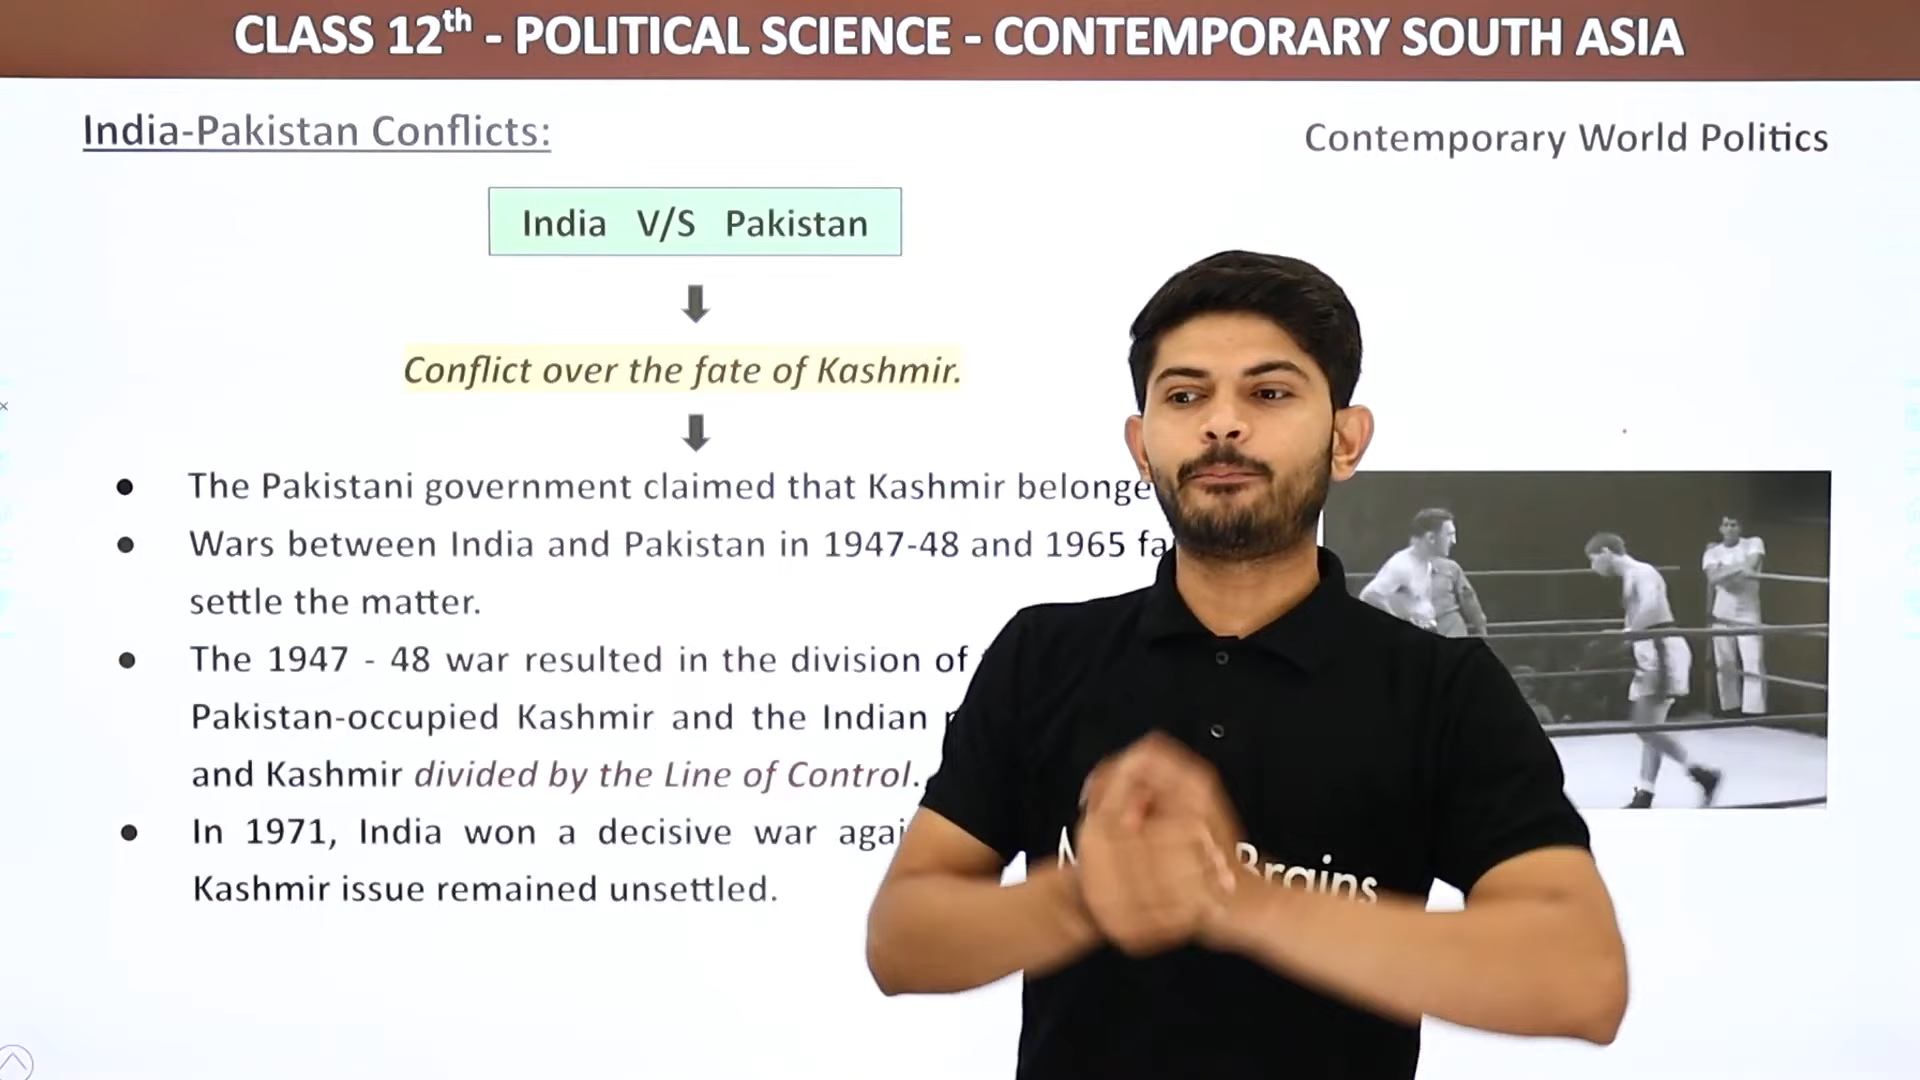 CLASS 12th - POLITICAL SCIENCE - CONTEMPORARY SOUTH ASIA
India-Pakistan Conflicts:
Contemporary World Politics
India V/S Pakistan
Conflict over the fate of Kashmir.
• The Pakistani government claimed that Kashmir
• Wars between India and Pakistan in 1947-48 and 1965
settle the matter.
• The 1947 - 48 war resulted in the division of
Pakistan-occupied Kashmir and the Indian
and Kashmir divided by the Line of Control.
• In 1971, India won a decisive war
Kashmir issue remained unsettled.
Brains